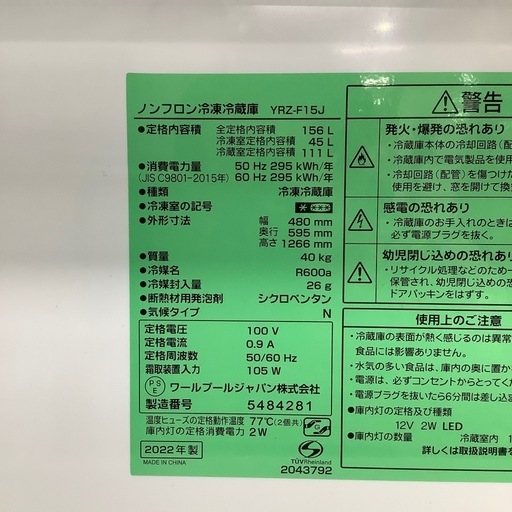 ノンフロン冷凍冷蔵庫 YRZ-F15J
●定格内容積 全定格内容積 156 L
冷凍室定格内容積 45 L
冷蔵室定格内容積 111 L
●消費電力量 50 Hz 295 kWh/年
(JIS C9801-2015年) 60 Hz 295 kWh/年
●種類 冷凍冷蔵庫
●冷凍室の記号
●外形寸法 幅 480 mm
奥行 595 mm
高さ 1266 mm
●質量 40 kg
●冷媒名 R600a
●冷媒封入量 26 g
●断熱材用発泡剤 シクロペンタン
●気候タイプ N
定格電圧 100 V
定格電流 0.9 A
定格周波数 50/60 Hz
霜取装置入力 105 W
PSE ワールプールジャパン株式会社
製造番号 5484281
温度ヒューズの定格動作温度 77℃(2個共)
庫内灯の定格消費電力 2 W
2022年製
MADE IN CHINA
TÜVRheinland
2043792
⚠警告
発火・爆発の恐れあり
・冷蔵庫本体の冷却回路(配
・冷蔵庫内で電気製品を使用
・冷却回路(配管)を傷つけた
使用を避け、窓を開けて換
感電の恐れあり
・冷蔵庫のお手入れのときは
必ず電源プラグを抜く。
幼児閉じ込めの恐れあり
・リサイクル処理などのため
保管され、幼児閉じ込めの恐
ドアパッキンをはずす。
使用上のご注意
・冷蔵庫の表面が熱く感じるのは異常
食品には影響ありません。
・水気の多い食品は、庫内の奥に置か
・電源は、必ずコンセントからとってた
・電源プラグを抜いたら6分間は差し込ま
●庫内灯の定格及び種類
12V 2W LED
●庫内灯の数量 冷蔵室内 1
詳しくは取扱説明書を